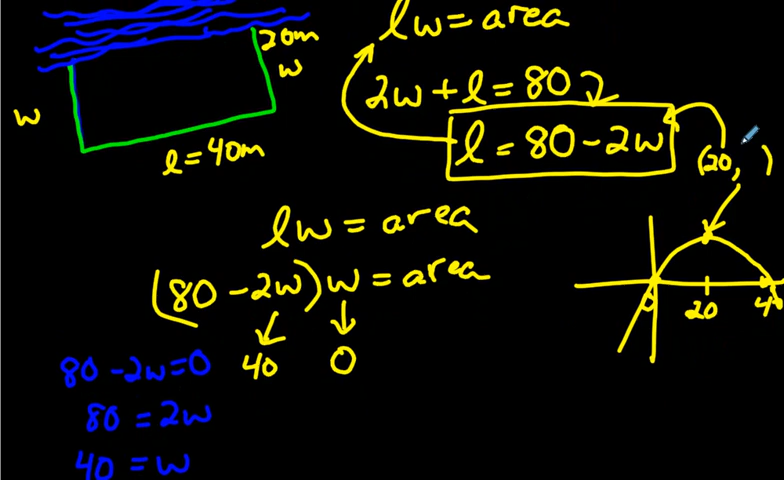 lw = area
20m
w
2w + l = 80
w
l = 80 - 2w
l = 40m
(20, )
lw = area
(80 - 2w) w = area
0 20 40
40 0
80 - 2w = 0
80 = 2w
40 = w